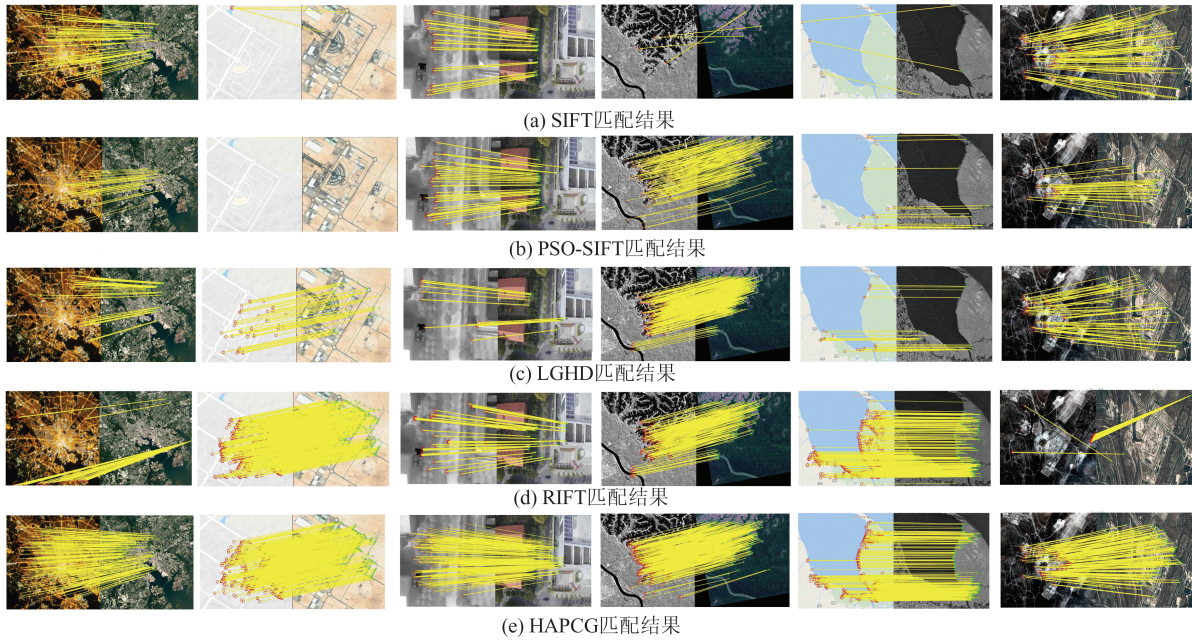 (a) SIFT匹配结果
(b) PSO-SIFT匹配结果
(c) LGHD匹配结果
(d) RIFT匹配结果
(e) HAPCG匹配结果